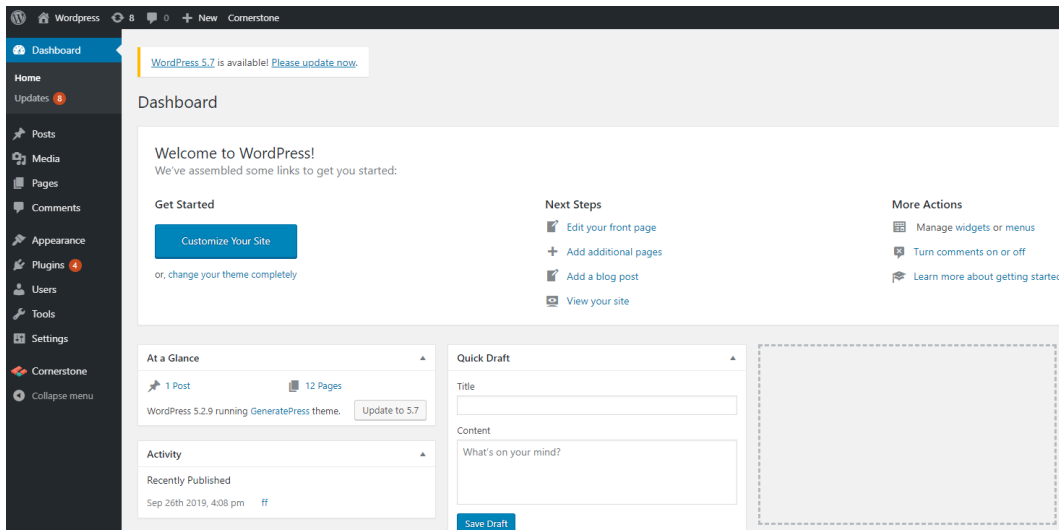 Wordpress 8 0 + New Cornerstone
Dashboard
Home
Updates 8
Posts
Media
Pages
Comments
Appearance
Plugins 4
Users
Tools
Settings
Cornerstone
Collapse menu
WordPress 5.7 is available! Please update now.
Dashboard
Welcome to WordPress!
We've assembled some links to get you started:
Get Started
Customize Your Site
or, change your theme completely
Next Steps
Edit your front page
Add additional pages
Add a blog post
View your site
More Actions
Manage widgets or menus
Turn comments on or off
Learn more about getting started
At a Glance
1 Post 12 Pages
WordPress 5.2.9 running GeneratePress theme. Update to 5.7
Activity
Recently Published
Sep 26th 2019, 4:08 pm ff
Quick Draft
Title
Content
What's on your mind?
Save Draft